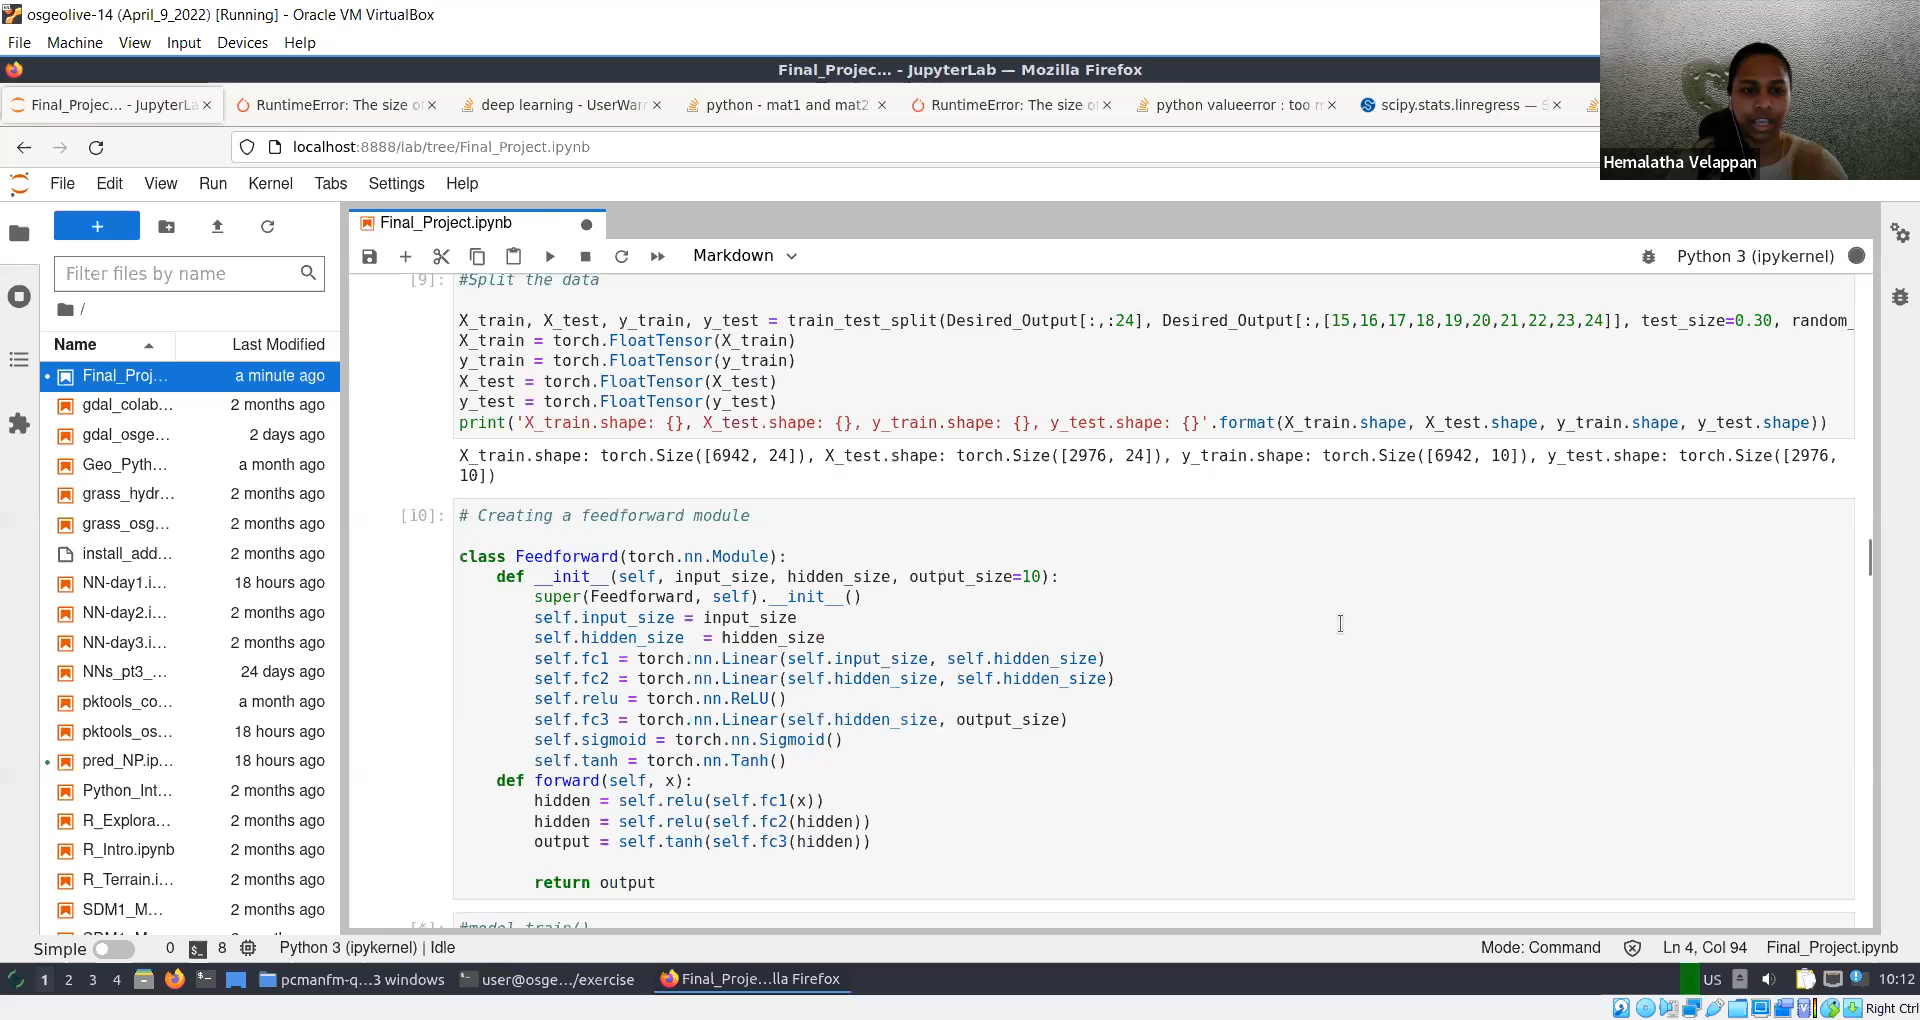 osgeolive-14 (April_9_2022) [Running] - Oracle VM VirtualBox
File Machine View Input Devices Help
Final_Projec... - JupyterLab — Mozilla Firefox
Final_Projec... - JupyterLa
RuntimeError: The size o
deep learning - UserWar
python - mat1 and mat2
RuntimeError: The size o
python valueerror : too m
scipy.stats.linregress —
localhost:8888/lab/tree/Final_Project.ipynb
Hemalatha Velappan
File Edit View Run Kernel Tabs Settings Help
Final_Project.ipynb
Filter files by name
Markdown
Python 3 (ipykernel)
/
Name Last Modified
Final_Proj... a minute ago
gdal_colab... 2 months ago
gdal_osge... 2 days ago
Geo_Pyth... a month ago
grass_hydr... 2 months ago
grass_osg... 2 months ago
install_add... 2 months ago
NN-day1.i... 18 hours ago
NN-day2.i... 2 months ago
NN-day3.i... 2 months ago
NNs_pt3_... 24 days ago
pktools_co... a month ago
pktools_os... 18 hours ago
pred_NP.ip... 18 hours ago
Python_Int... 2 months ago
R_Explora... 2 months ago
R_Intro.ipynb 2 months ago
R_Terrain.i... 2 months ago
SDM1_M... 2 months ago
[9]: #Split the data
X_train, X_test, y_train, y_test = train_test_split(Desired_Output[:,:24], Desired_Output[:,[15,16,17,18,19,20,21,22,23,24]], test_size=0.30, random_
X_train = torch.FloatTensor(X_train)
y_train = torch.FloatTensor(y_train)
X_test = torch.FloatTensor(X_test)
y_test = torch.FloatTensor(y_test)
print('X_train.shape: {}, X_test.shape: {}, y_train.shape: {}, y_test.shape: {}'.format(X_train.shape, X_test.shape, y_train.shape, y_test.shape))
X_train.shape: torch.Size([6942, 24]), X_test.shape: torch.Size([2976, 24]), y_train.shape: torch.Size([6942, 10]), y_test.shape: torch.Size([2976,
10])
[10]: # Creating a feedforward module
class Feedforward(torch.nn.Module):
def __init__(self, input_size, hidden_size, output_size=10):
super(Feedforward, self).__init__()
self.input_size = input_size
self.hidden_size  = hidden_size
self.fc1 = torch.nn.Linear(self.input_size, self.hidden_size)
self.fc2 = torch.nn.Linear(self.hidden_size, self.hidden_size)
self.relu = torch.nn.ReLU()
self.fc3 = torch.nn.Linear(self.hidden_size, output_size)
self.sigmoid = torch.nn.Sigmoid()
self.tanh = torch.nn.Tanh()
def forward(self, x):
hidden = self.relu(self.fc1(x))
hidden = self.relu(self.fc2(hidden))
output = self.tanh(self.fc3(hidden))
return output
[*]: #model.train()
Simple 0 8 Python 3 (ipykernel) | Idle
Mode: Command Ln 4, Col 94 Final_Project.ipynb
1 2 3 4 pcmanfm-q...3 windows user@osge.../exercise Final_Proje...lla Firefox US 10:12
Right Ctrl